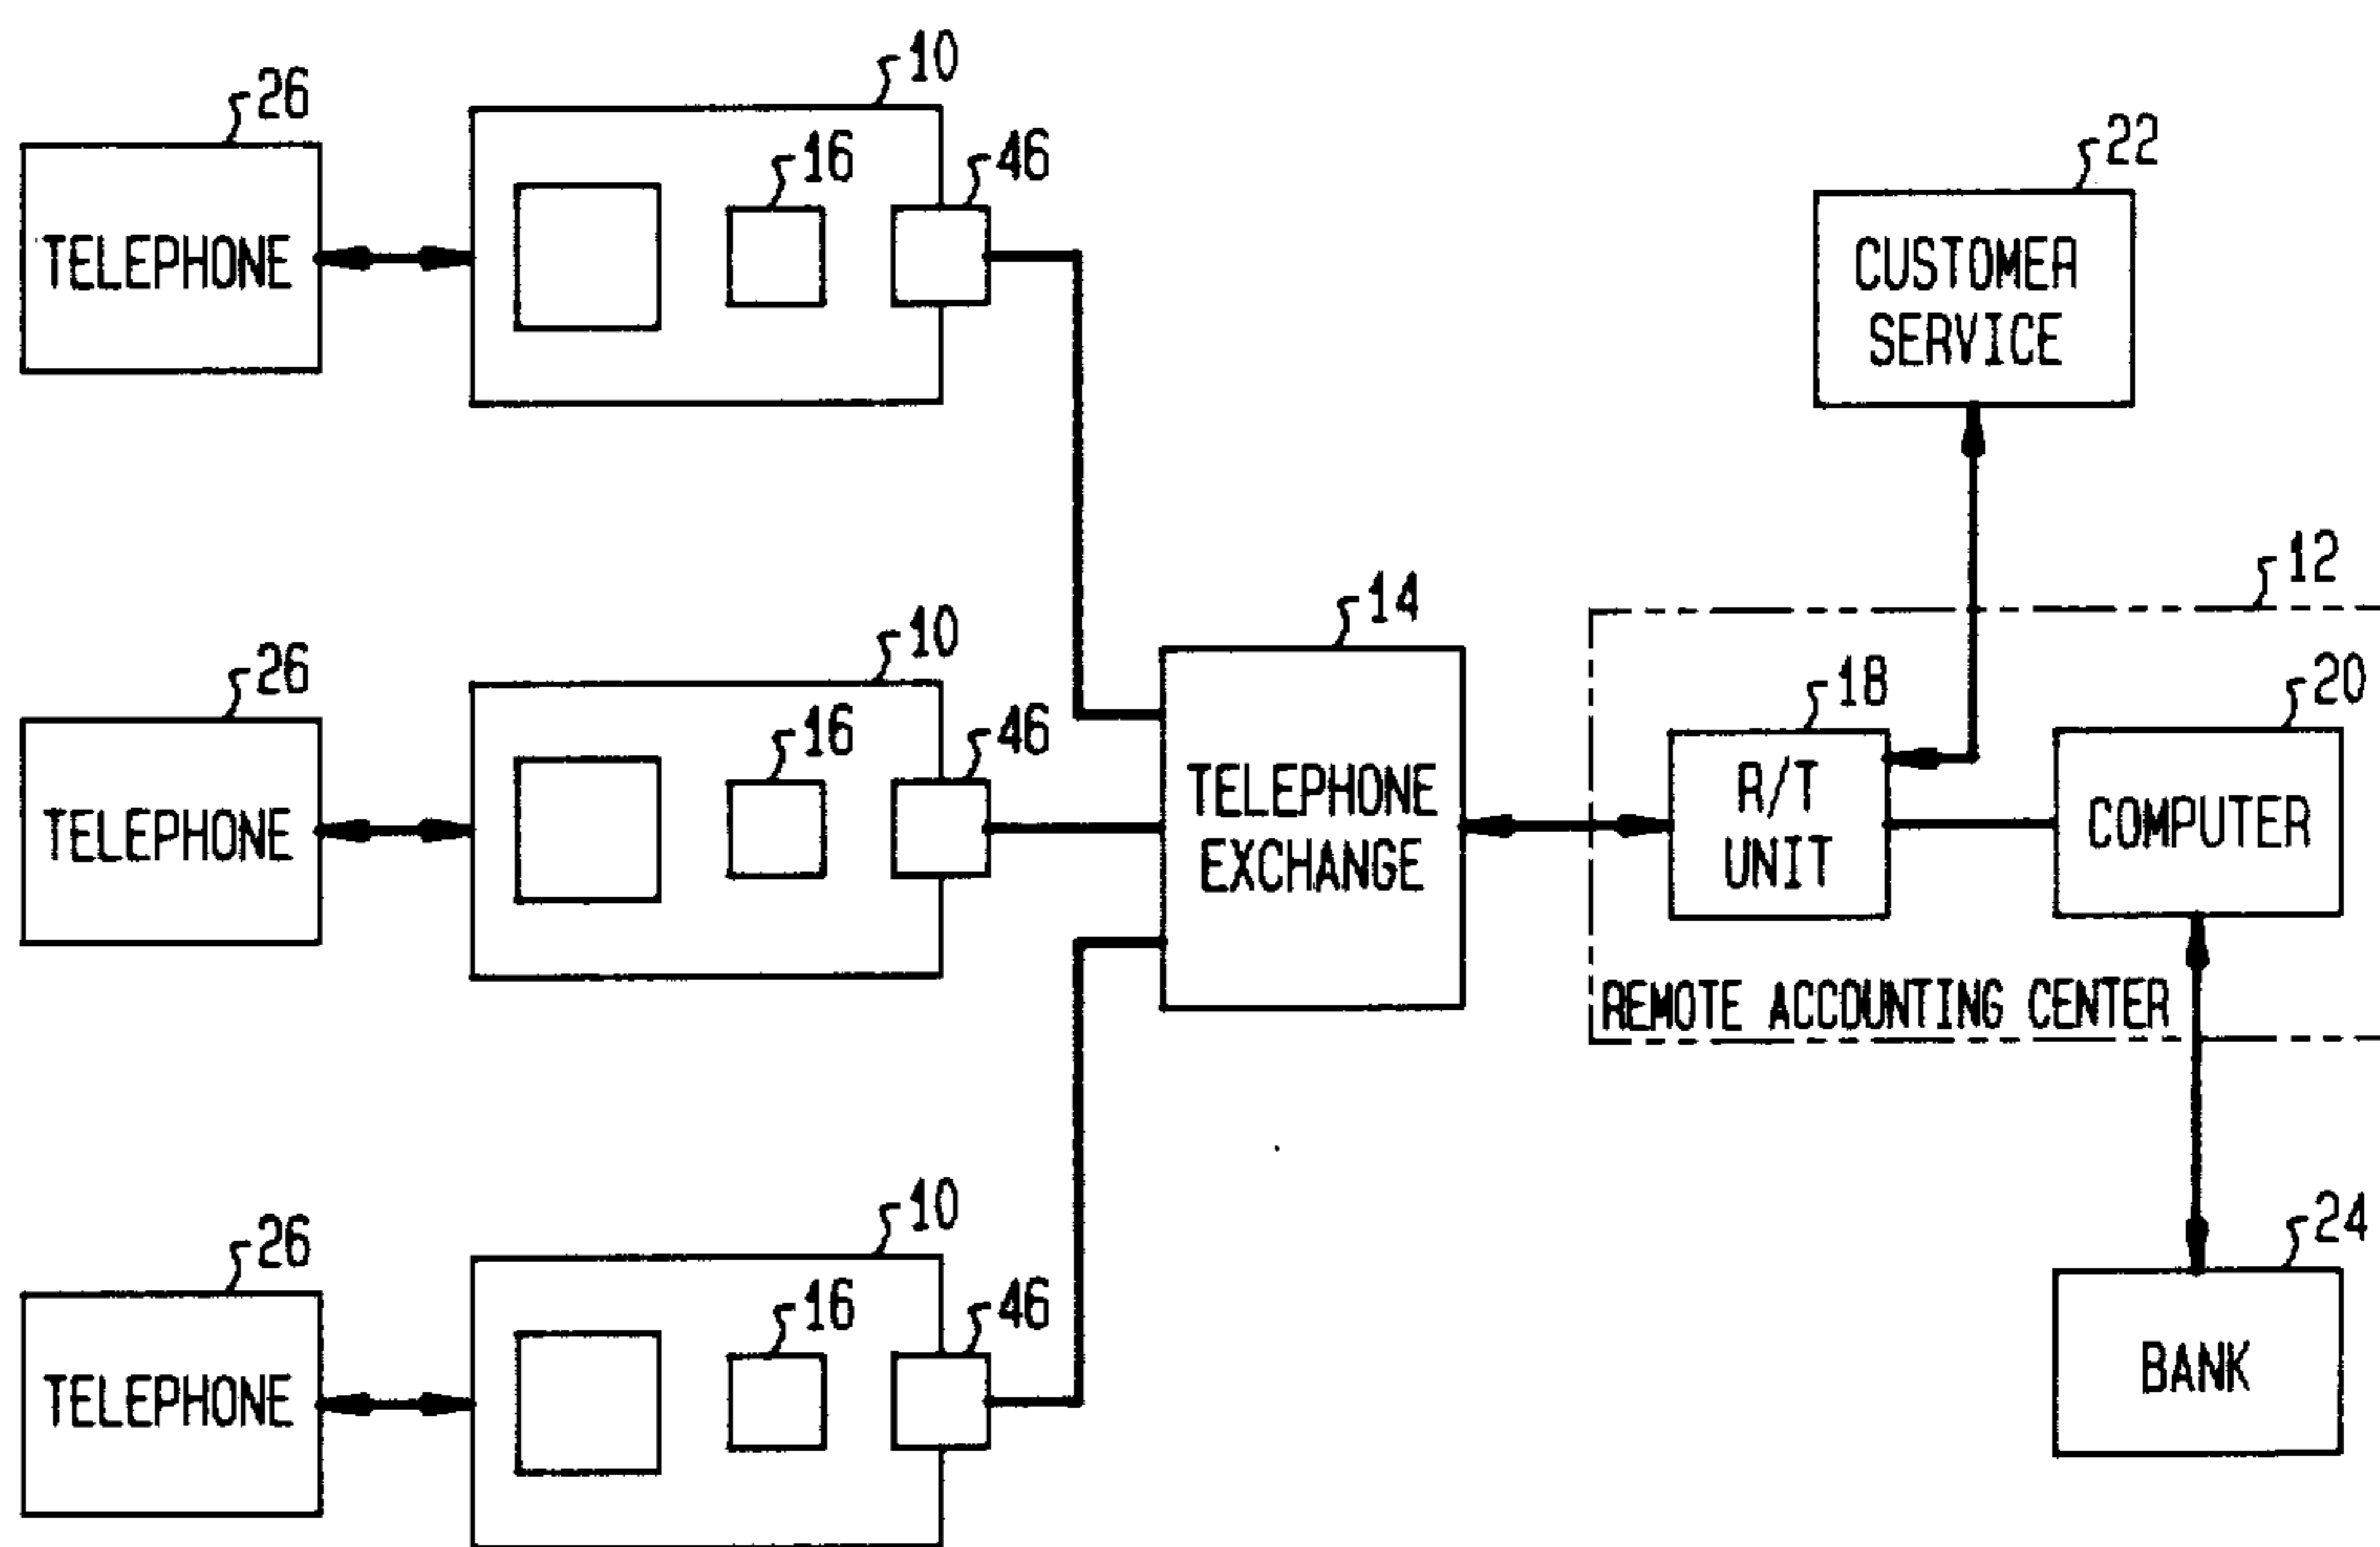 10
26
16
46
TELEPHONE
22
CUSTOMER
SERVICE
12
10
26
16
46
TELEPHONE
14
TELEPHONE
EXCHANGE
18
R/T
UNIT
20
COMPUTER
REMOTE ACCOUNTING CENTER
10
26
16
46
TELEPHONE
24
BANK